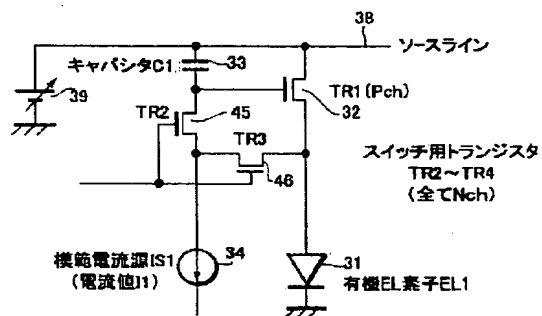 38
ソースライン
キャパシタC1
33
39
TR1(Pch)
32
TR2
45
TR3
46
スイッチ用トランジスタ
TR2～TR4
(全てNch)
模範電流源IS1
(電流値I1)
34
31
有機EL素子EL1